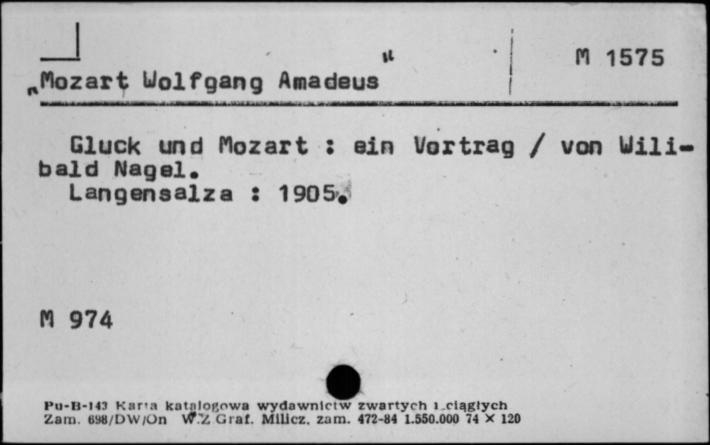 M 1575
„Mozart Wolfgang Amadeus"
Gluck und Mozart : ein Vortrag / von Wili-
bald Nagel.
Langensalza : 1905.
M 974
Pu-B-143 Karta katalogowa wydawnictw zwartych i ciągłych
Zam. 698/DW/On W.Z Graf. Milicz, zam. 472-84 1.550.000 74 × 120